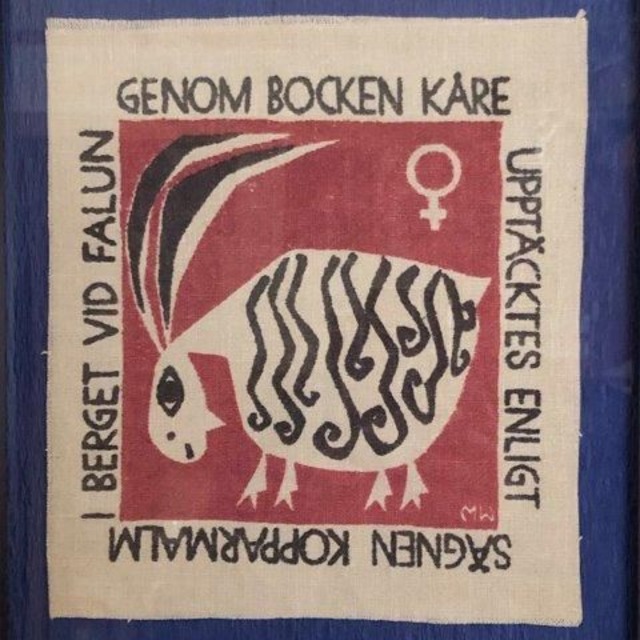 GENOM BOCKEN KÅRE
UPPTÄCKTES ENLIGT
SÄGNEN KOPPARMALM
I BERGET VID FALUN
MW